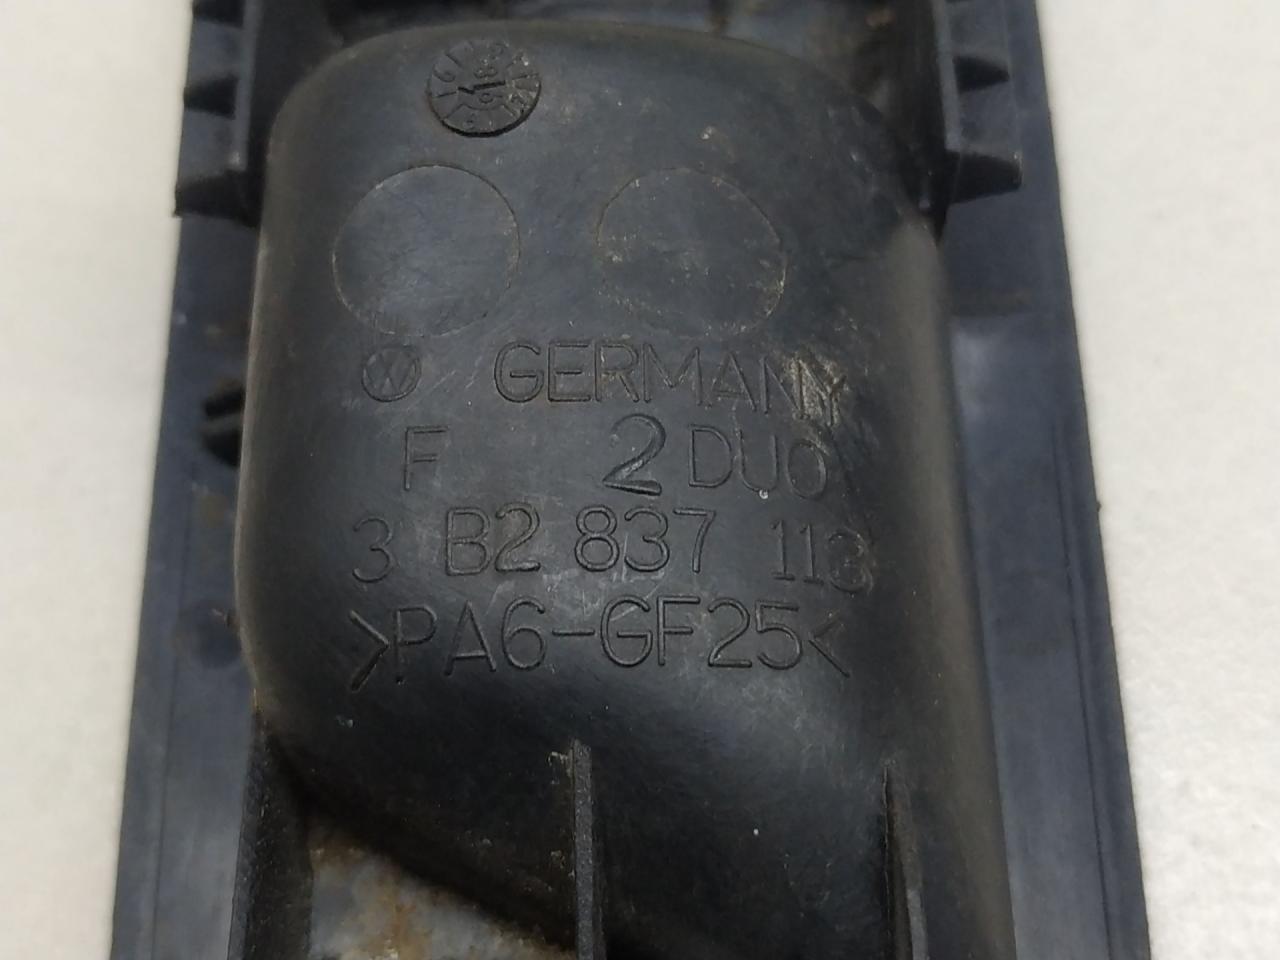 GERMANY
F 2 DUO
3 B2 837 113
>PA6-GF25<